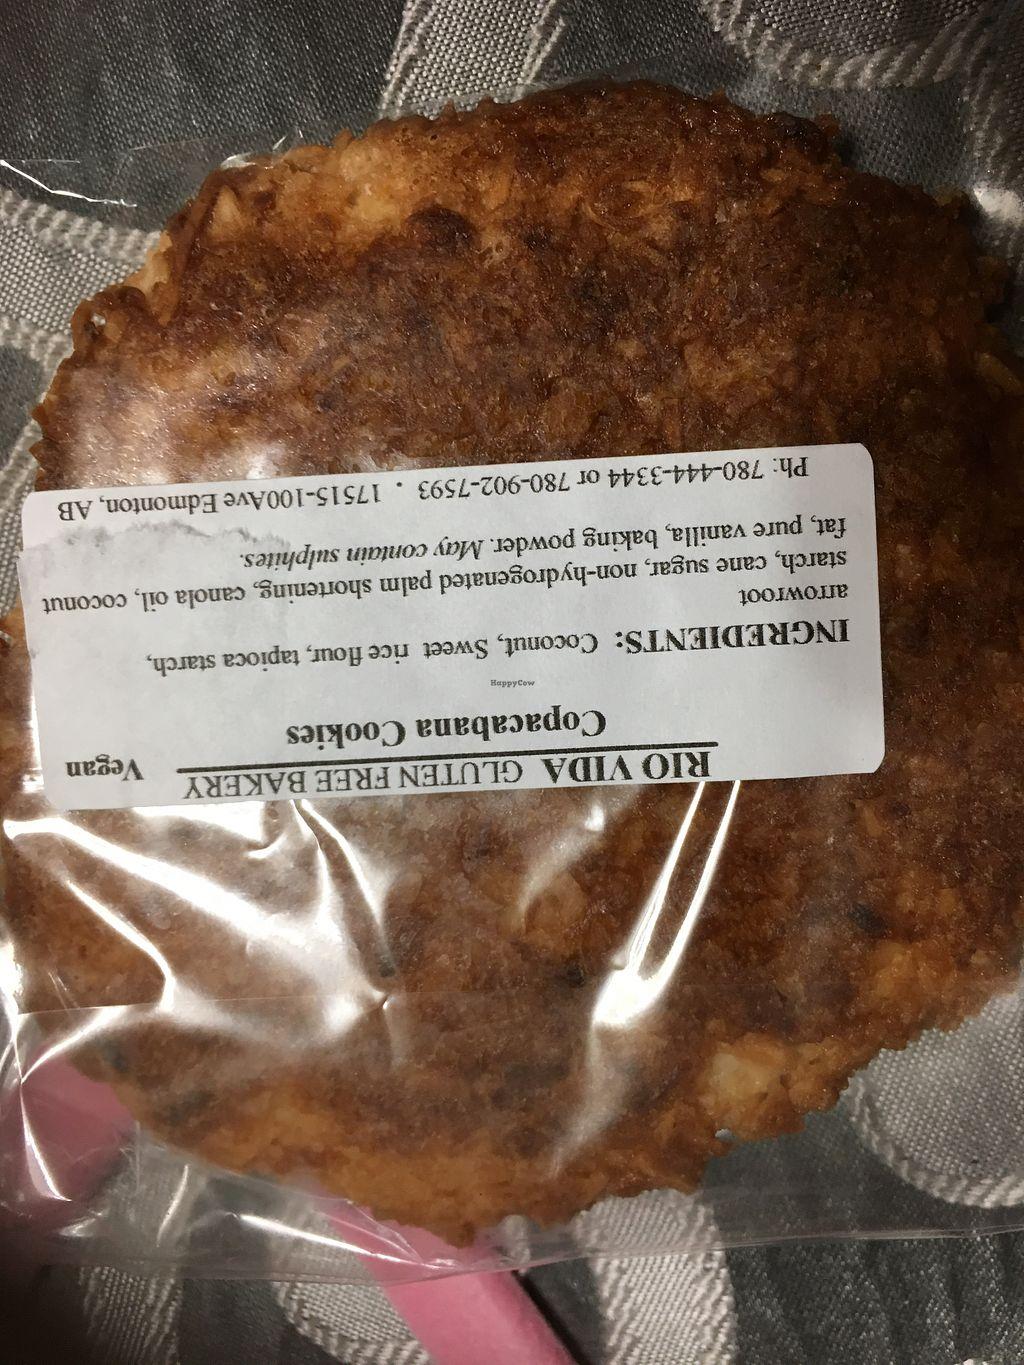 RIO VIDA GLUTEN FREE BAKERY
Copacabana Cookies
Vegan
HappyCow
INGREDIENTS: Coconut, Sweet rice flour, tapioca starch,
arrowroot
starch, cane sugar, non-hydrogenated palm shortening, canola oil, coconut
fat, pure vanilla, baking powder. May contain sulphites.
Ph: 780-444-3344 or 780-902-7593 . 17515-100Ave Edmonton, AB